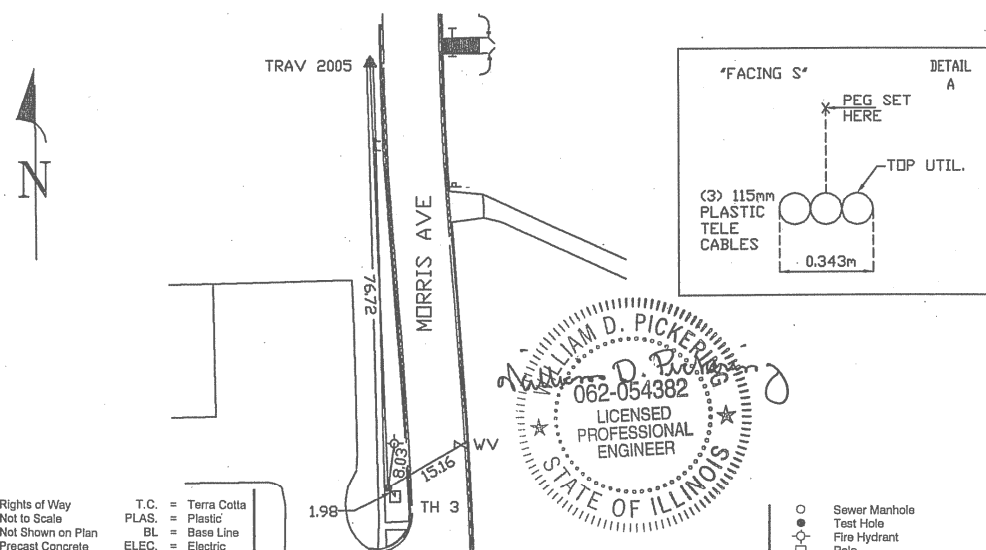 TRAV 2005
N
76.72
MORRIS AVE
8.03
15.16
WV
1.98
TH 3
"FACING S"
DETAIL
A
PEG SET
HERE
TOP UTIL.
(3) 115mm
PLASTIC
TELE
CABLES
0.343m
WILLIAM D. PICKERING
William D. Pickering
062-054382
LICENSED
PROFESSIONAL
ENGINEER
STATE OF ILLINOIS
Rights of Way
Not to Scale
Not Shown on Plan
Precast Concrete
T.C. = Terra Cotta
PLAS. = Plastic
BL = Base Line
ELEC. = Electric
Sewer Manhole
Test Hole
Fire Hydrant
Pole